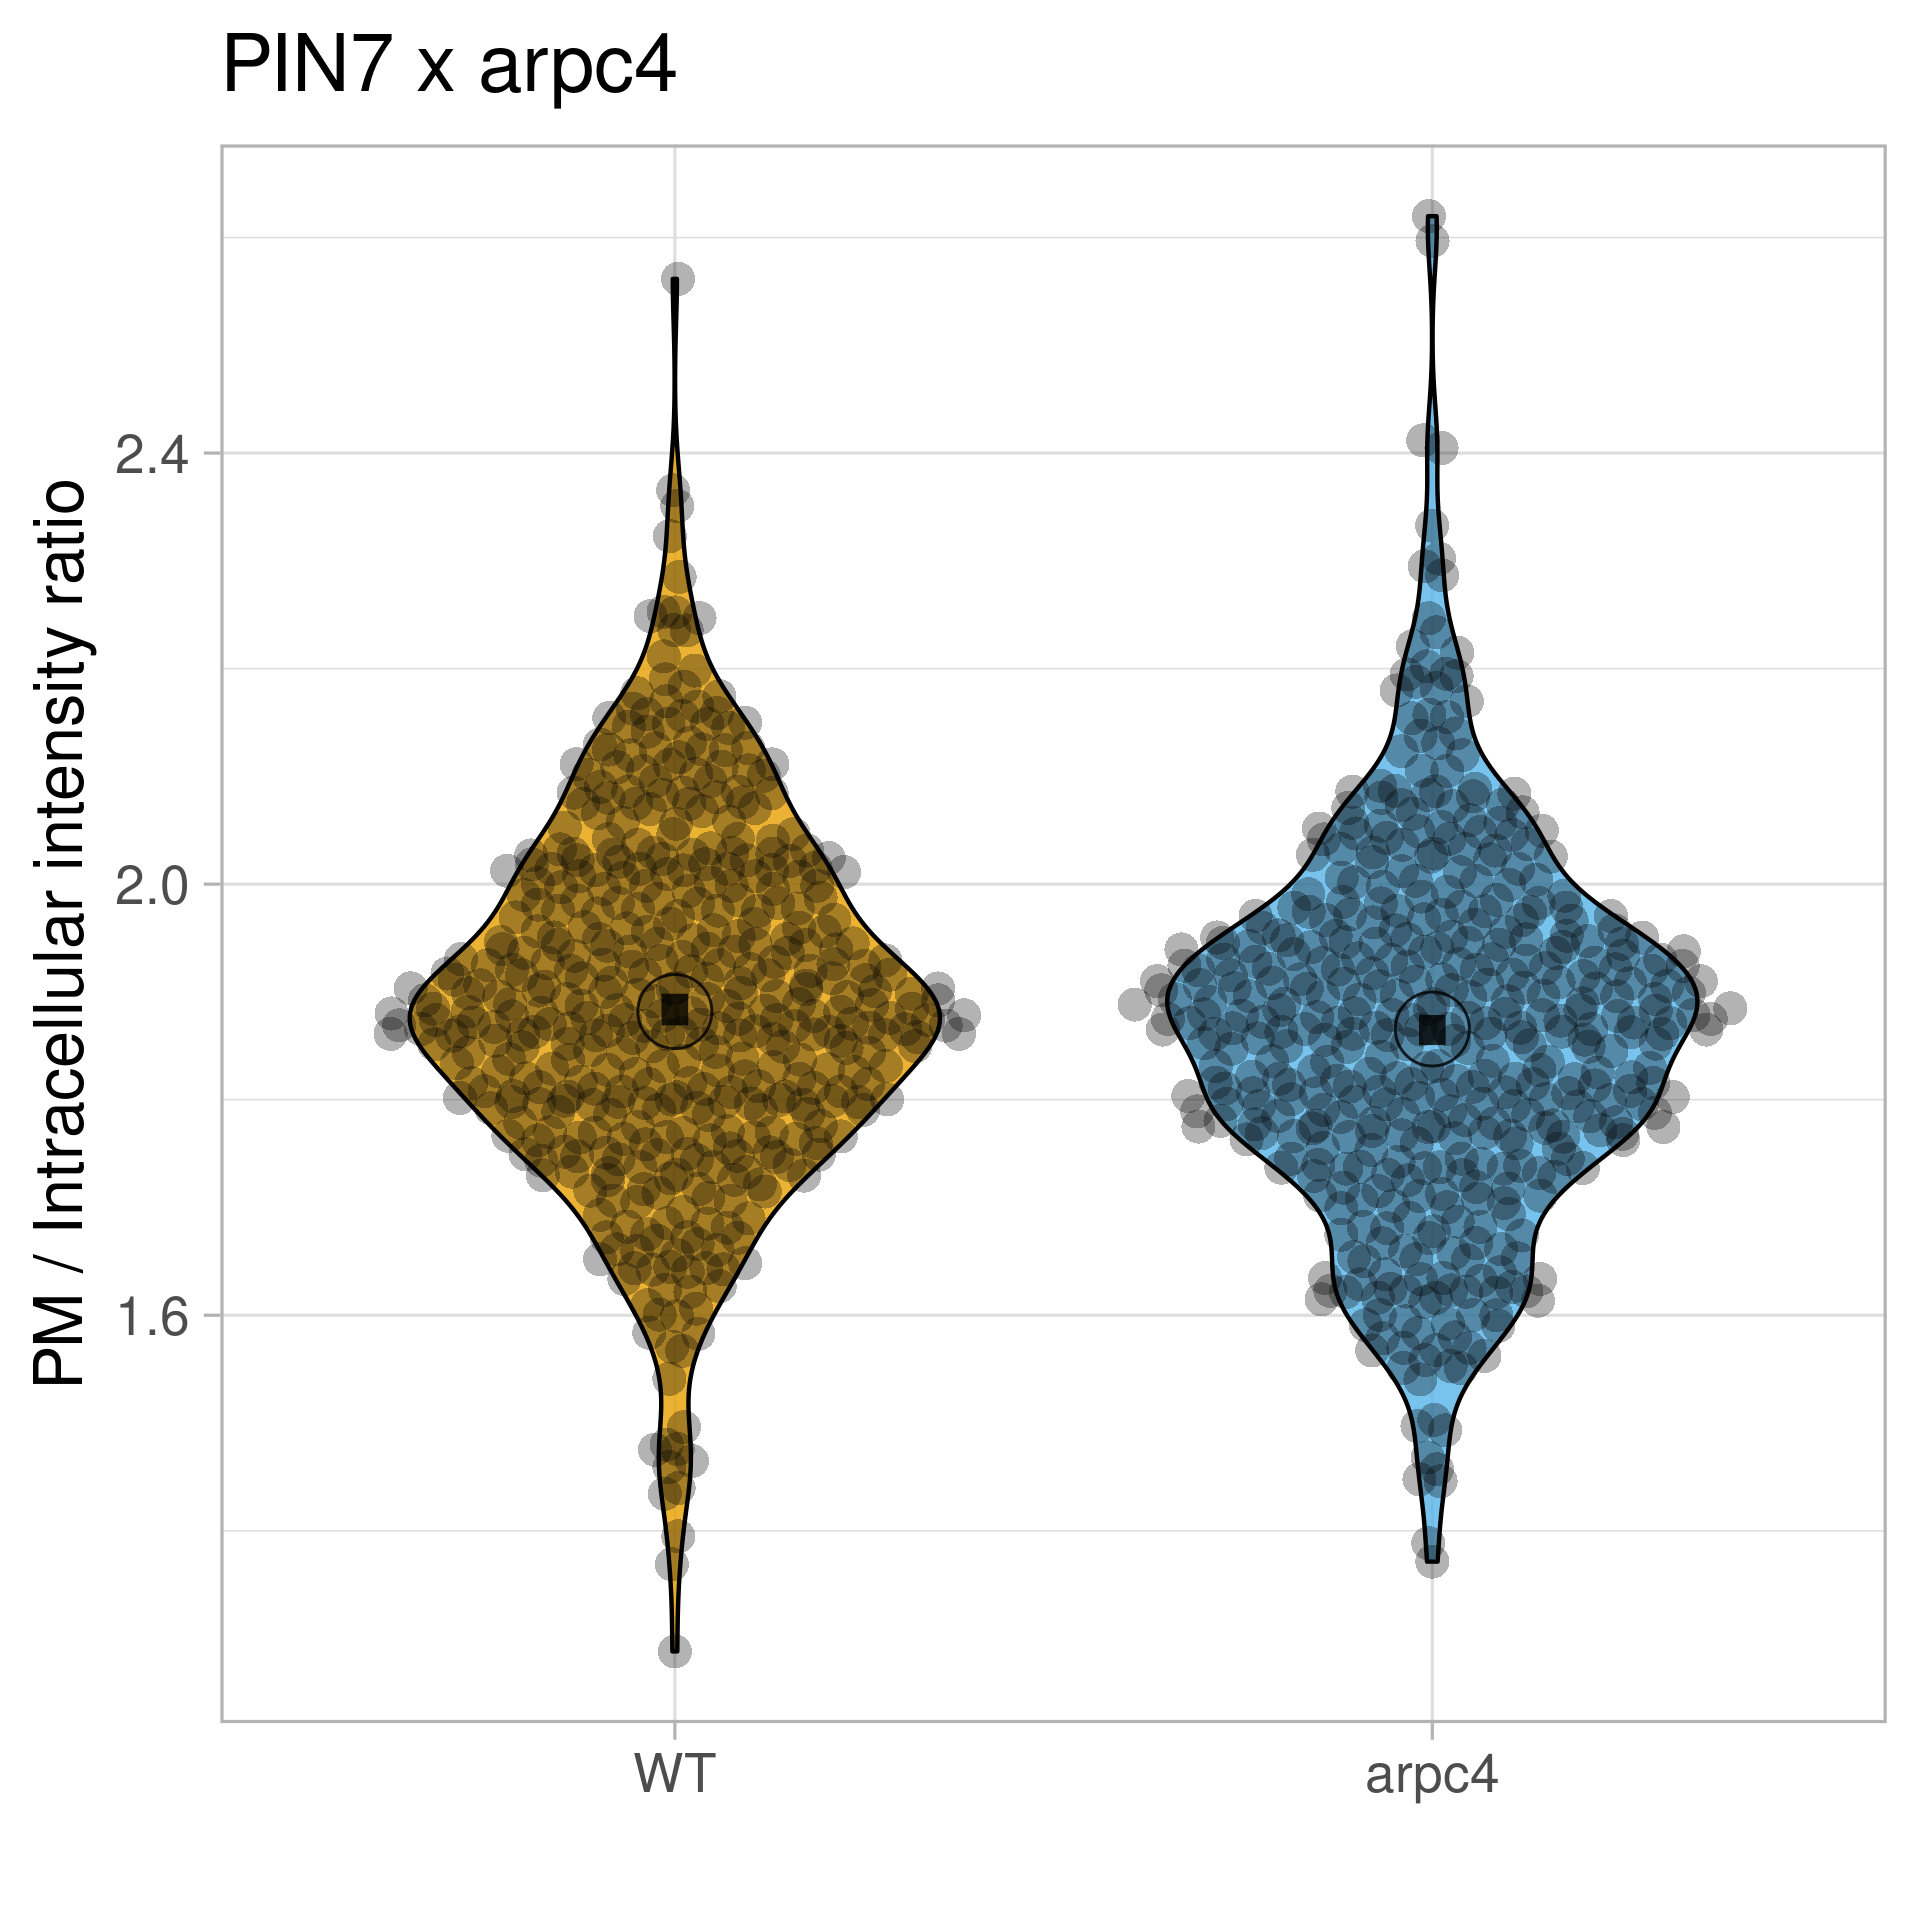 PIN7 x arpc4
PM / Intracellular intensity ratio
2.4
2.0
1.6
WT
arpc4